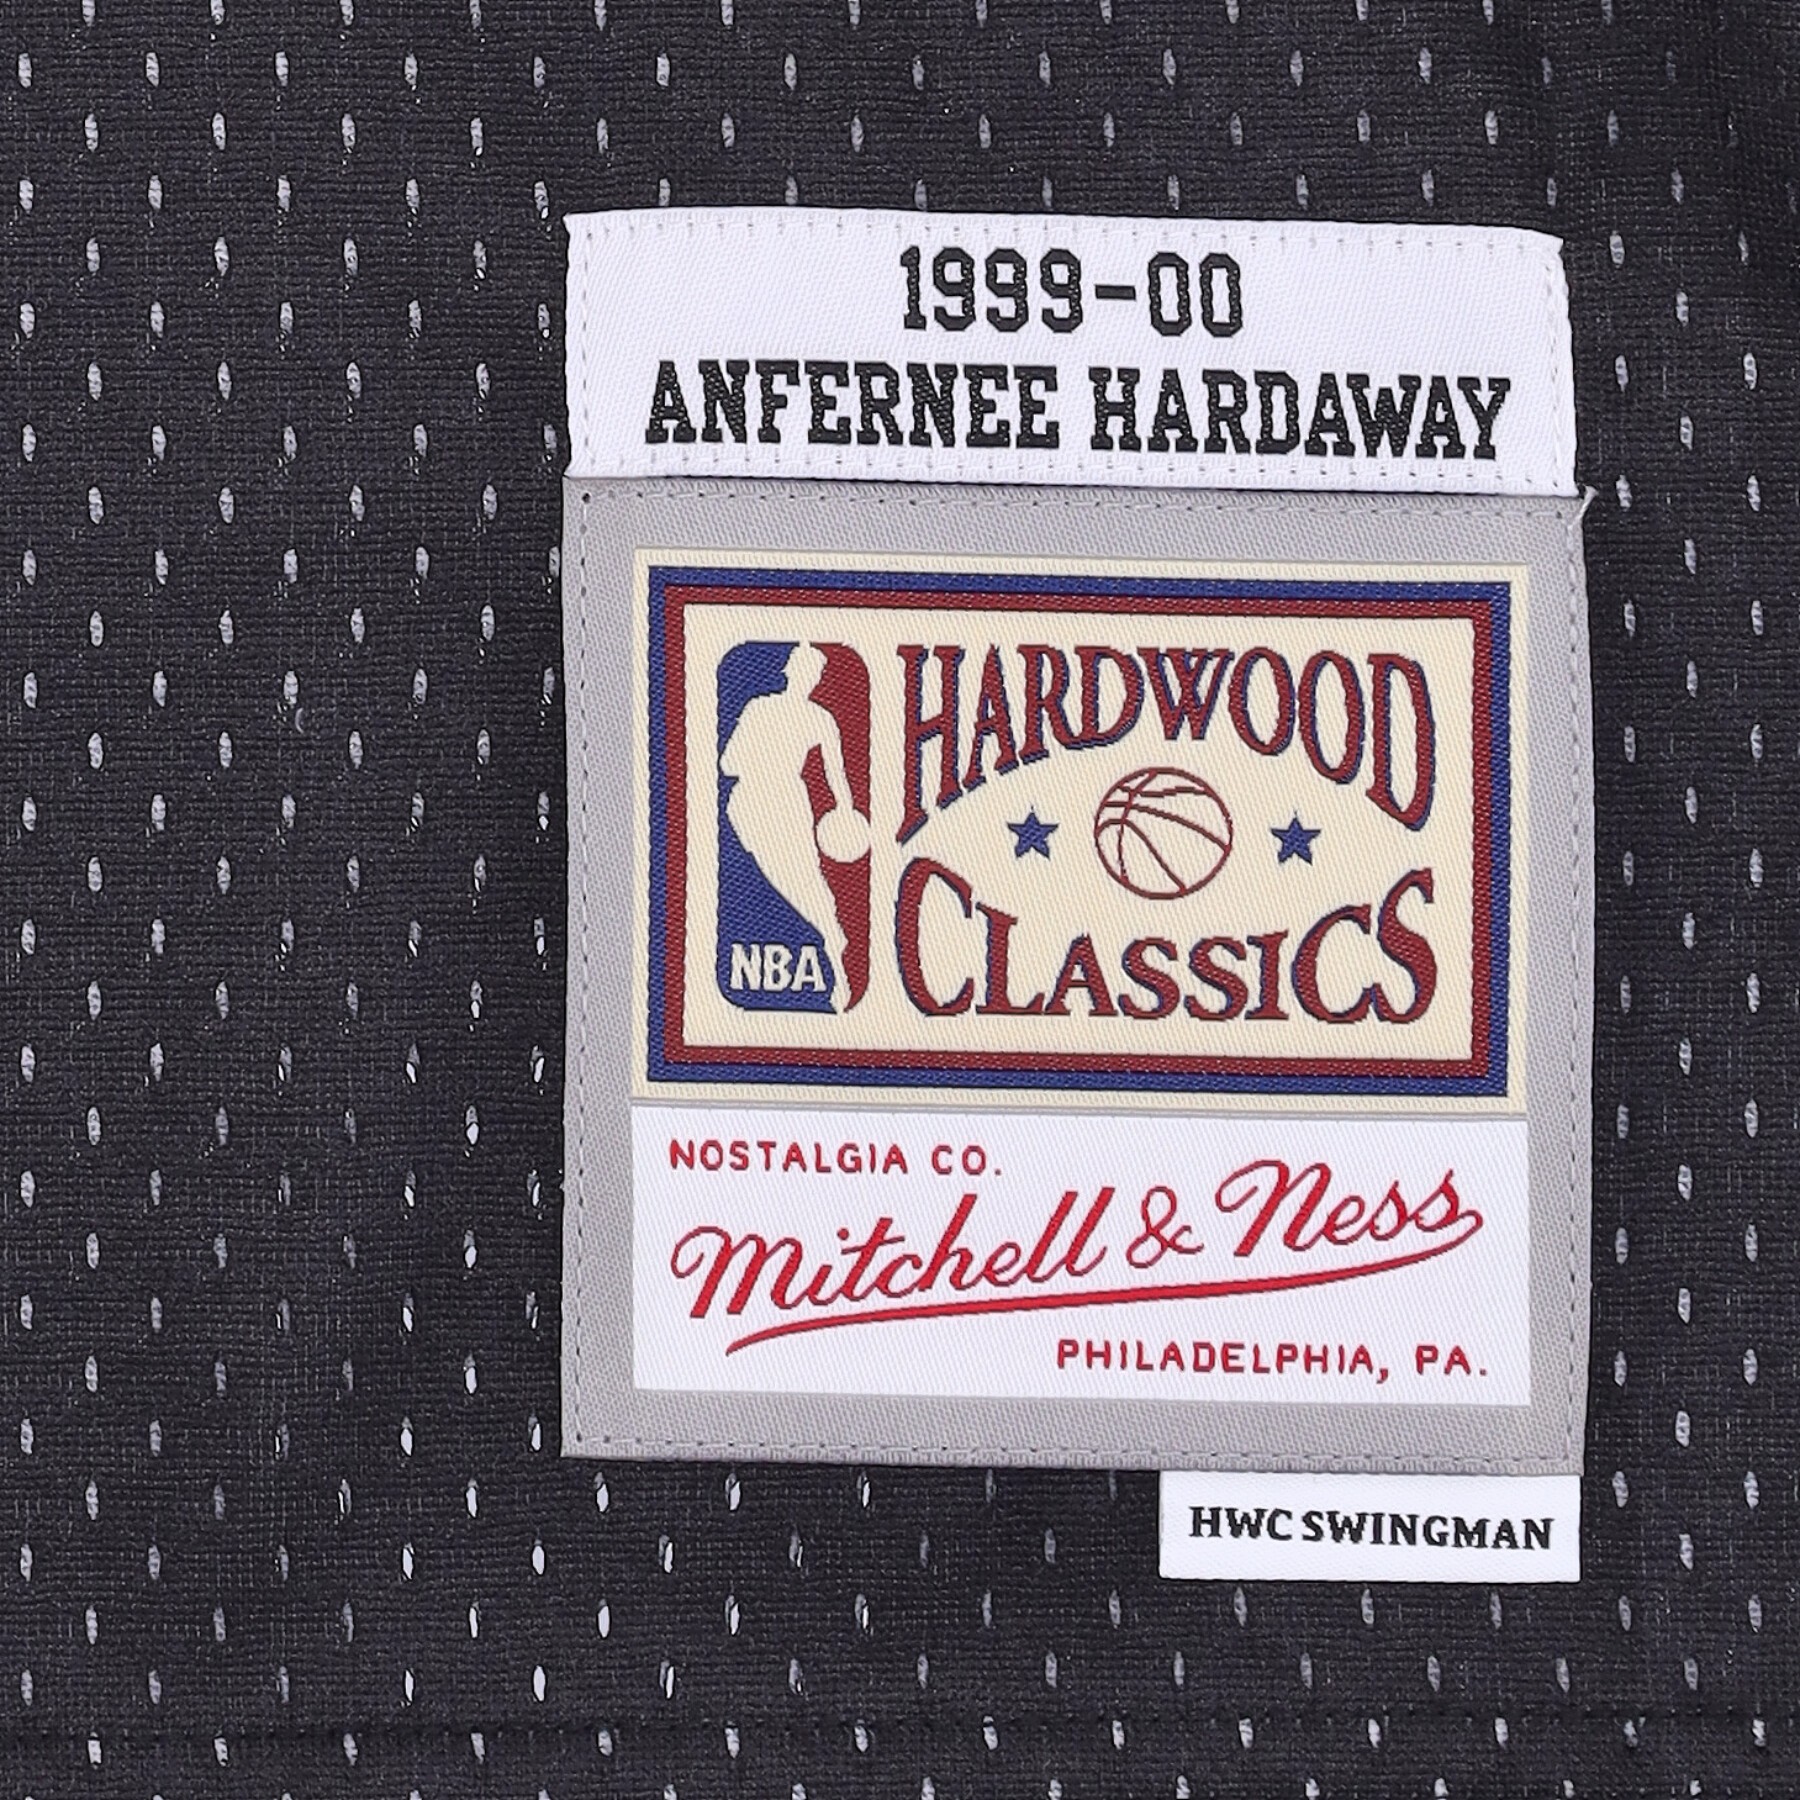 1999-00
ANFERNEE HARDAWAY
HARDWOOD
CLASSICS
NBA
NOSTALGIA CO.
Mitchell & Ness
PHILADELPHIA, PA.
HWC SWINGMAN